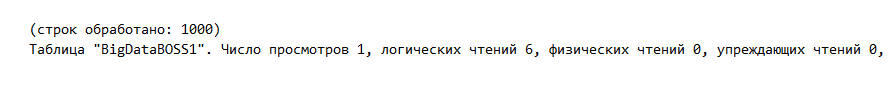 (строк обработано: 1000)
Таблица "BigDataBOSS1". Число просмотров 1, логических чтений 6, физических чтений 0, упреждающих чтений 0,